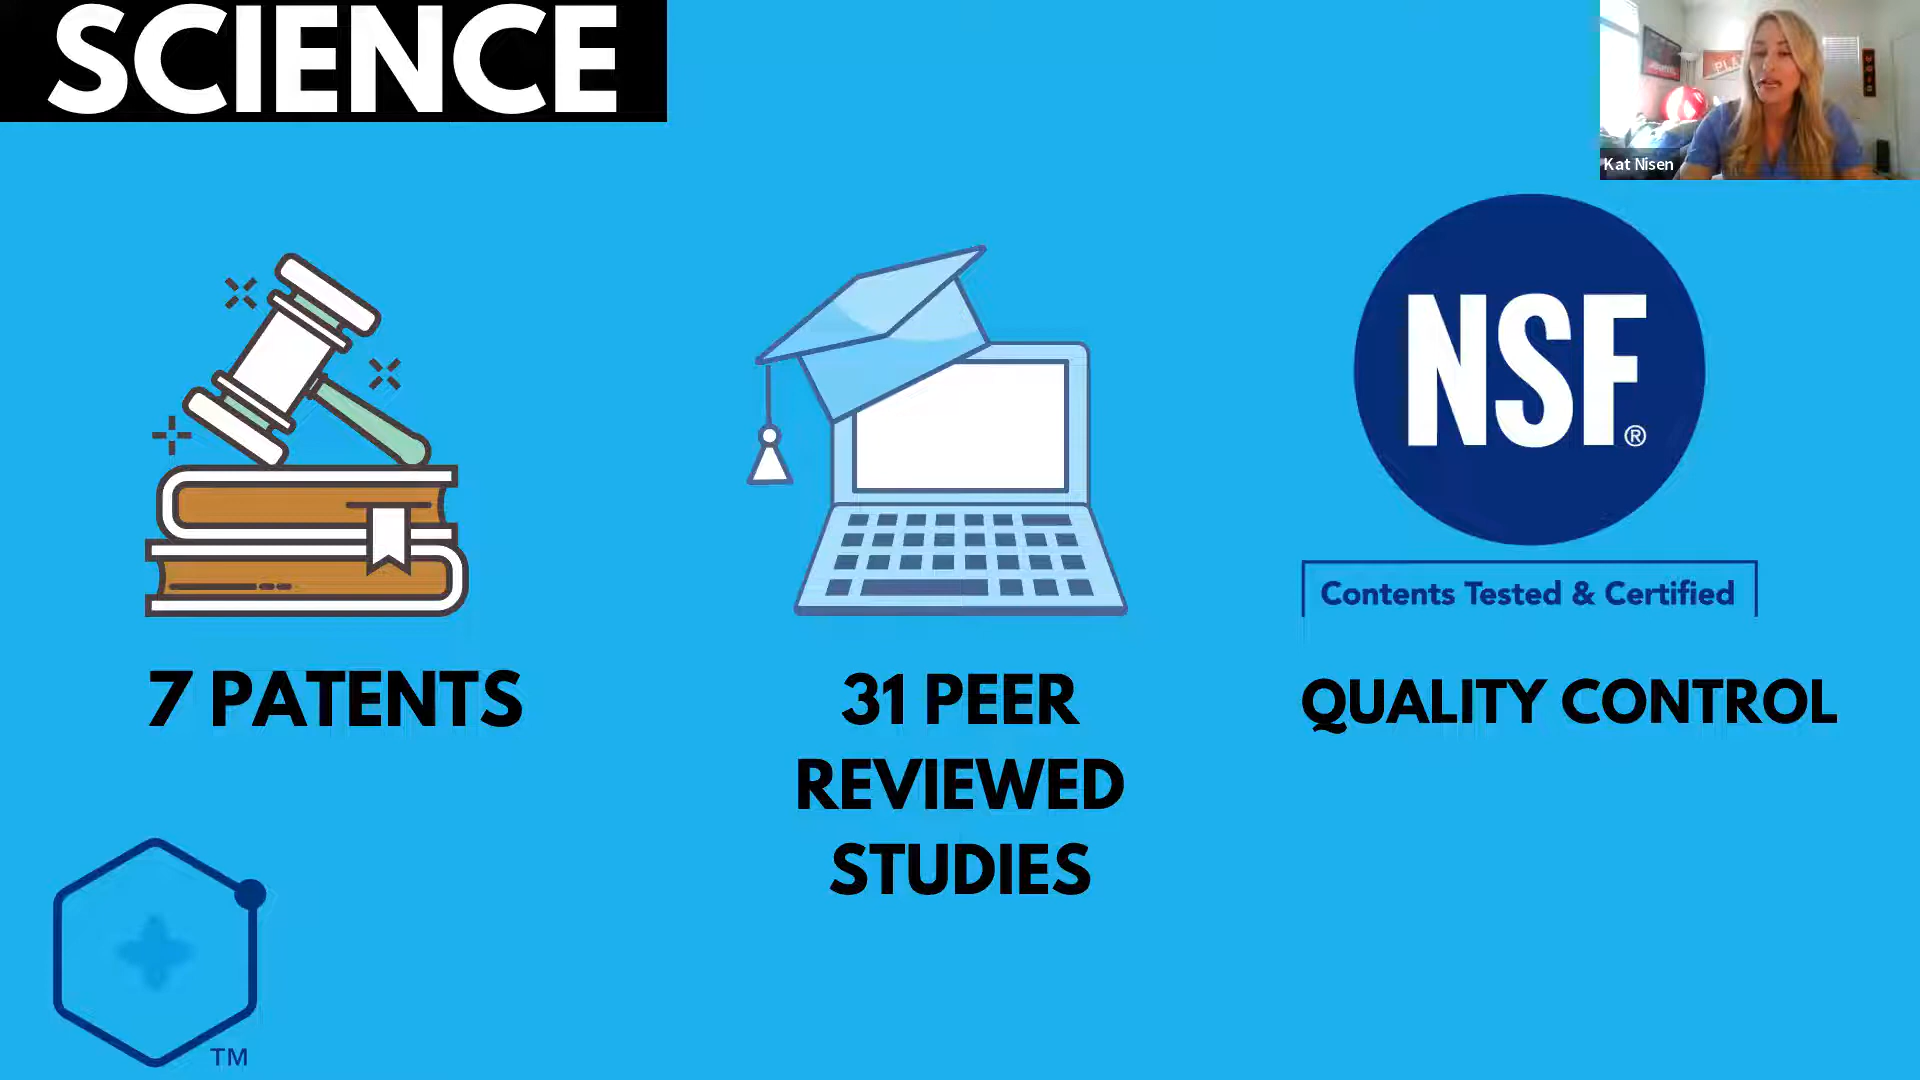 SCIENCE
Kat Nisen
NSF®
Contents Tested & Certified
7 PATENTS
31 PEER
REVIEWED
STUDIES
QUALITY CONTROL
TM